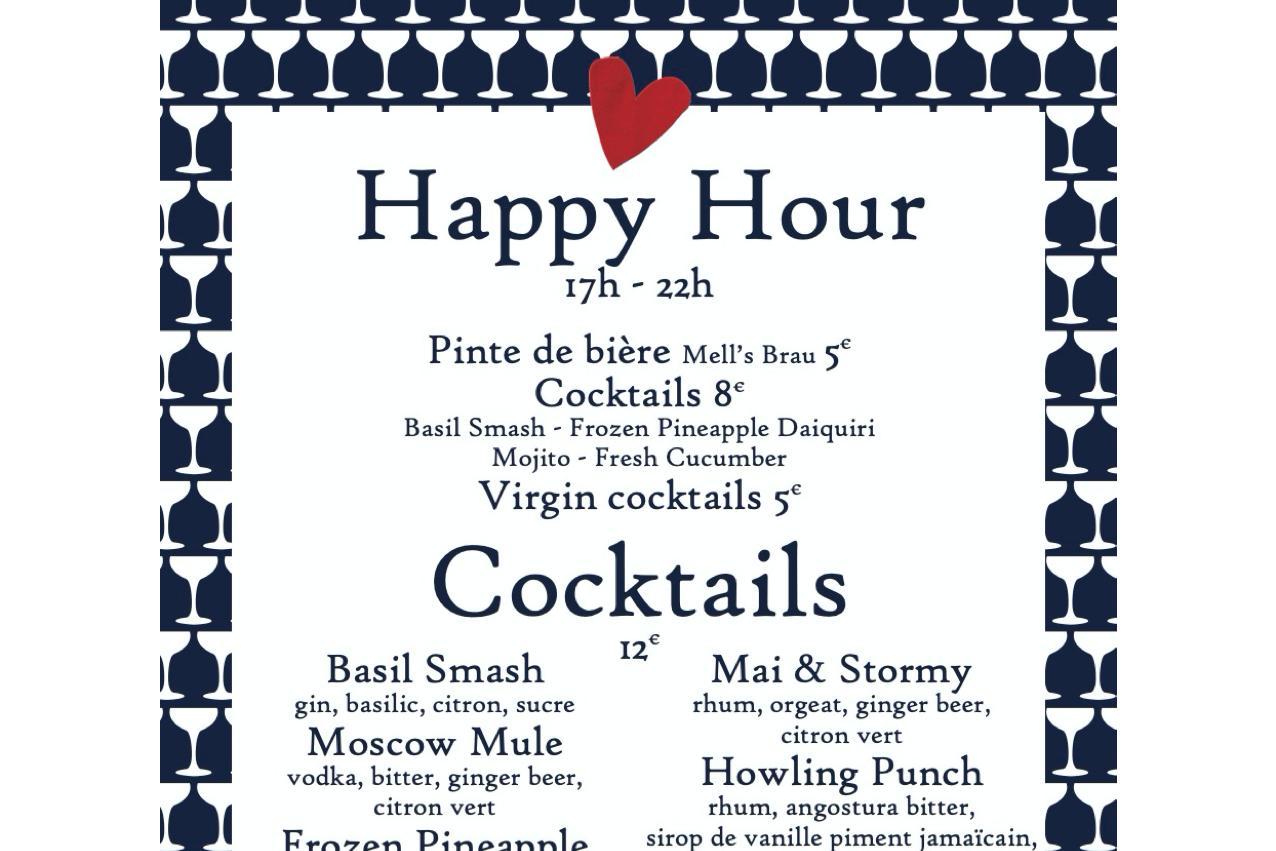 Happy Hour
17h - 22h
Pinte de bière Mell's Brau 5€
Cocktails 8€
Basil Smash - Frozen Pineapple Daiquiri
Mojito - Fresh Cucumber
Virgin cocktails 5€
Cocktails
12€
Basil Smash
gin, basilic, citron, sucre
Moscow Mule
vodka, bitter, ginger beer,
citron vert
Frozen Pineapple
Mai & Stormy
rhum, orgeat, ginger beer,
citron vert
Howling Punch
rhum, angostura bitter,
sirop de vanille piment jamaïcain,